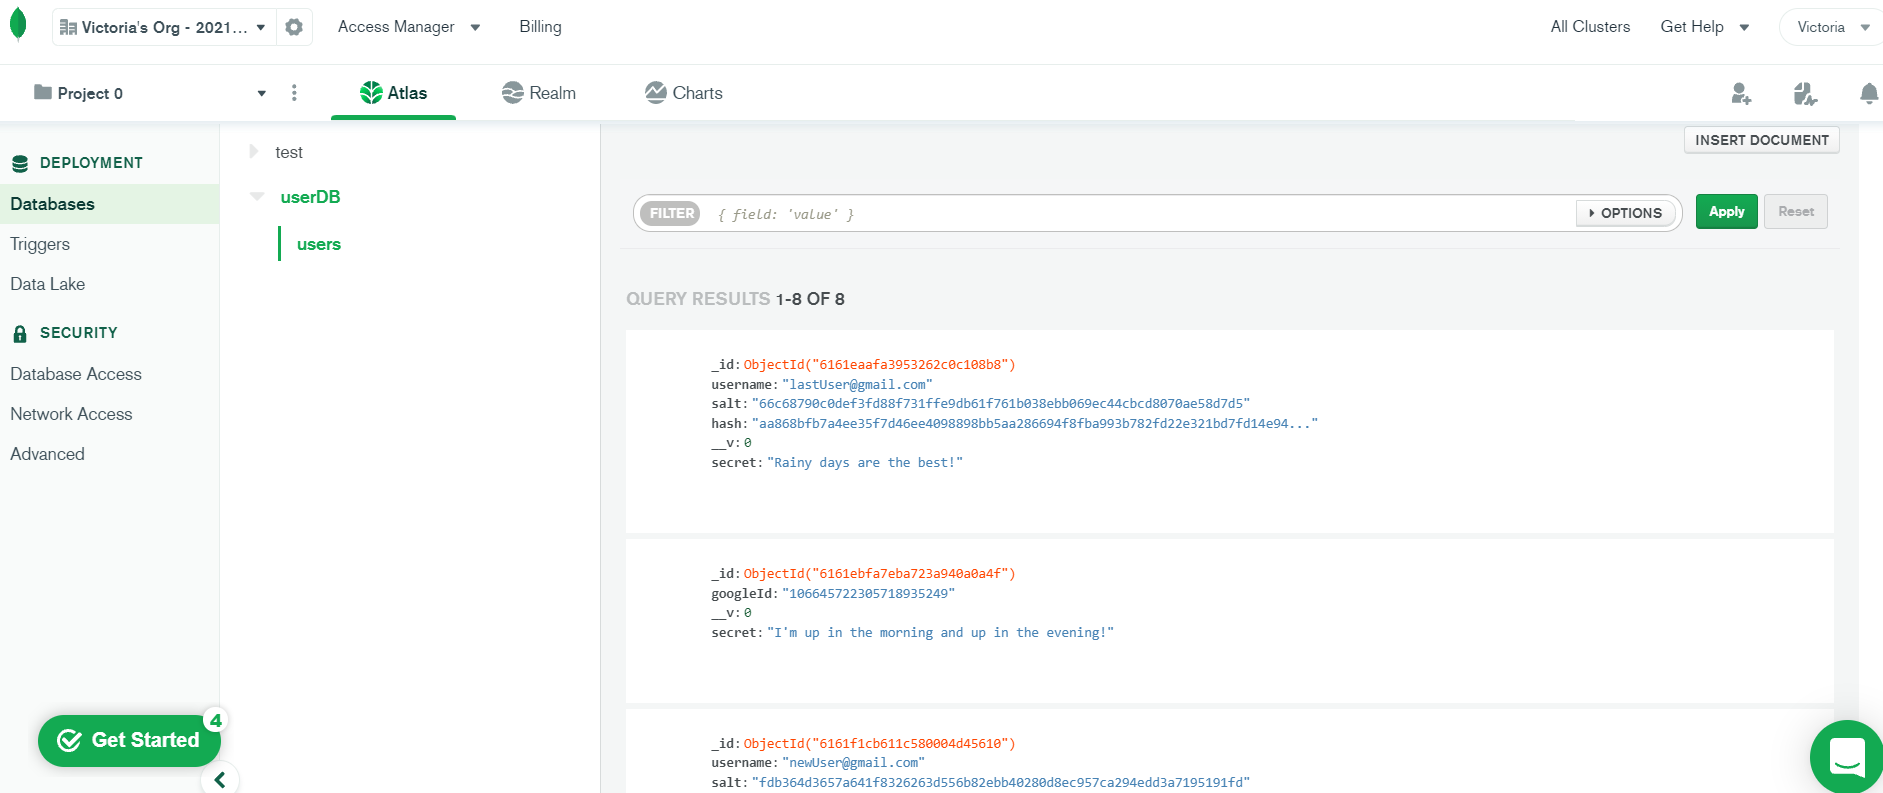 Victoria's Org - 2021...
Access Manager
Billing
All Clusters
Get Help
Victoria
Project 0
Atlas
Realm
Charts
DEPLOYMENT
Databases
Triggers
Data Lake
SECURITY
Database Access
Network Access
Advanced
Get Started
4
test
userDB
users
INSERT DOCUMENT
FILTER
{ field: 'value' }
OPTIONS
Apply
Reset
QUERY RESULTS 1-8 OF 8
_id: ObjectId("6161eaafa3953262c0c108b8")
username: "lastUser@gmail.com"
salt: "66c68790c0def3fd88f731ffe9db61f761b038ebb069ec44cbcd8070ae58d7d5"
hash: "aa868bfb7a4ee35f7d46ee4098898bb5aa286694f8fba993b782fd22e321bd7fd14e94..."
__v: 0
secret: "Rainy days are the best!"
_id: ObjectId("6161ebfa7eba723a940a0a4f")
googleId: "106645722305718935249"
__v: 0
secret: "I'm up in the morning and up in the evening!"
_id: ObjectId("6161f1cb611c580004d45610")
username: "newUser@gmail.com"
salt: "fdb364d3657a641f8326263d556b82ebb40280d8ec957ca294edd3a7195191fd"